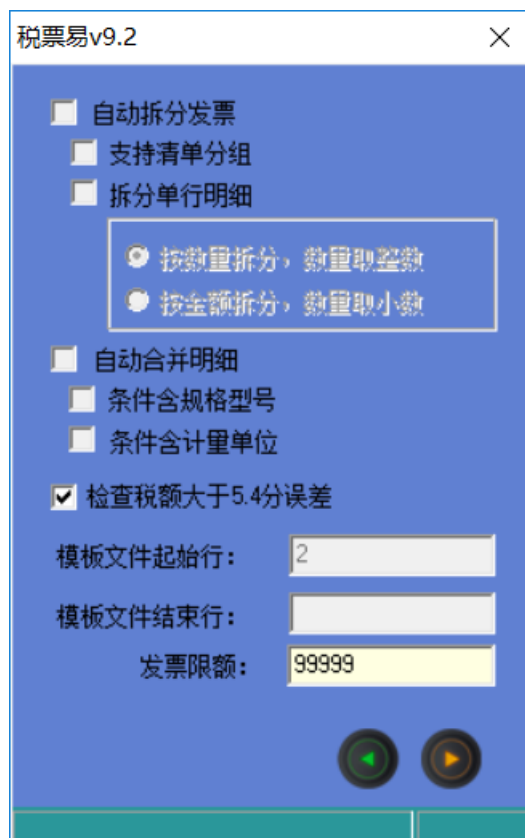 税票易v9.2
自动拆分发票
支持清单分组
拆分单行明细
按数量拆分，数量取整数
按金额拆分，数量取小数
自动合并明细
条件含规格型号
条件含计量单位
检查税额大于5.4分误差
模板文件起始行：2
模板文件结束行：
发票限额：99999